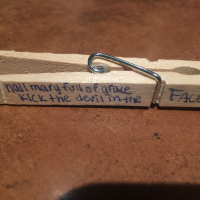 hail mary full of grace
kick the devil in the
FACE